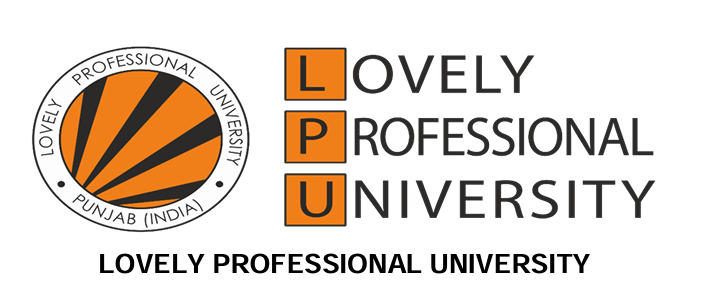 LOVELY PROFESSIONAL UNIVERSITY
• PUNJAB (INDIA) •
LOVELY
PROFESSIONAL
UNIVERSITY
LOVELY PROFESSIONAL UNIVERSITY